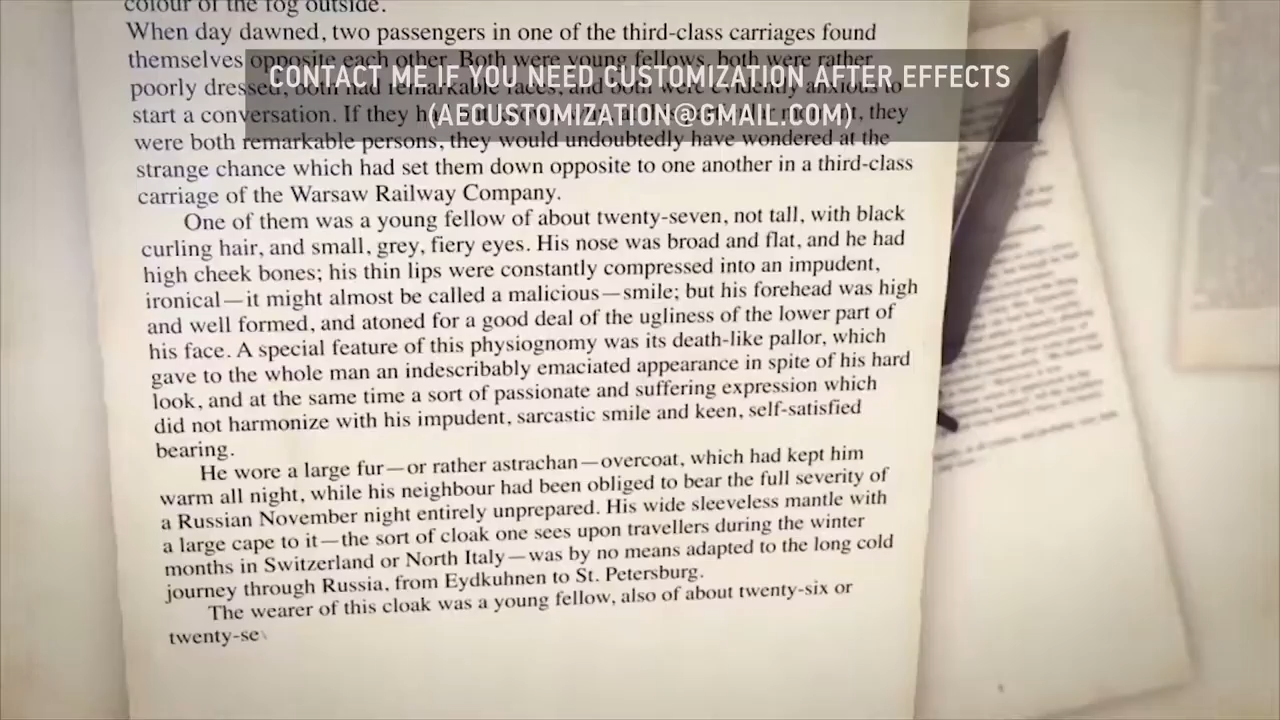 colour of the fog outside.
When day dawned, two passengers in one of the third-class carriages found
themselves opposite each other. Both were young fellows, both were rather
CONTACT ME IF YOU NEED CUSTOMIZATION AFTER EFFECTS
poorly dressed, both had remarkable faces, and both were evidently anxious to
(AECUSTOMIZATION@GMAIL.COM)
start a conversation. If they they
were both remarkable persons, they would undoubtedly have wondered at the
strange chance which had set them down opposite to one another in a third-class
carriage of the Warsaw Railway Company.
One of them was a young fellow of about twenty-seven, not tall, with black
curling hair, and small, grey, fiery eyes. His nose was broad and flat, and he had
high cheek bones; his thin lips were constantly compressed into an impudent,
ironical—it might almost be called a malicious—smile; but his forehead was high
and well formed, and atoned for a good deal of the ugliness of the lower part of
his face. A special feature of this physiognomy was its death-like pallor, which
gave to the whole man an indescribably emaciated appearance in spite of his hard
look, and at the same time a sort of passionate and suffering expression which
did not harmonize with his impudent, sarcastic smile and keen, self-satisfied
bearing.
He wore a large fur—or rather astrachan—overcoat, which had kept him
warm all night, while his neighbour had been obliged to bear the full severity of
a Russian November night entirely unprepared. His wide sleeveless mantle with
a large cape to it—the sort of cloak one sees upon travellers during the winter
months in Switzerland or North Italy—was by no means adapted to the long cold
journey through Russia, from Eydkuhnen to St. Petersburg.
The wearer of this cloak was a young fellow, also of about twenty-six or
twenty-se